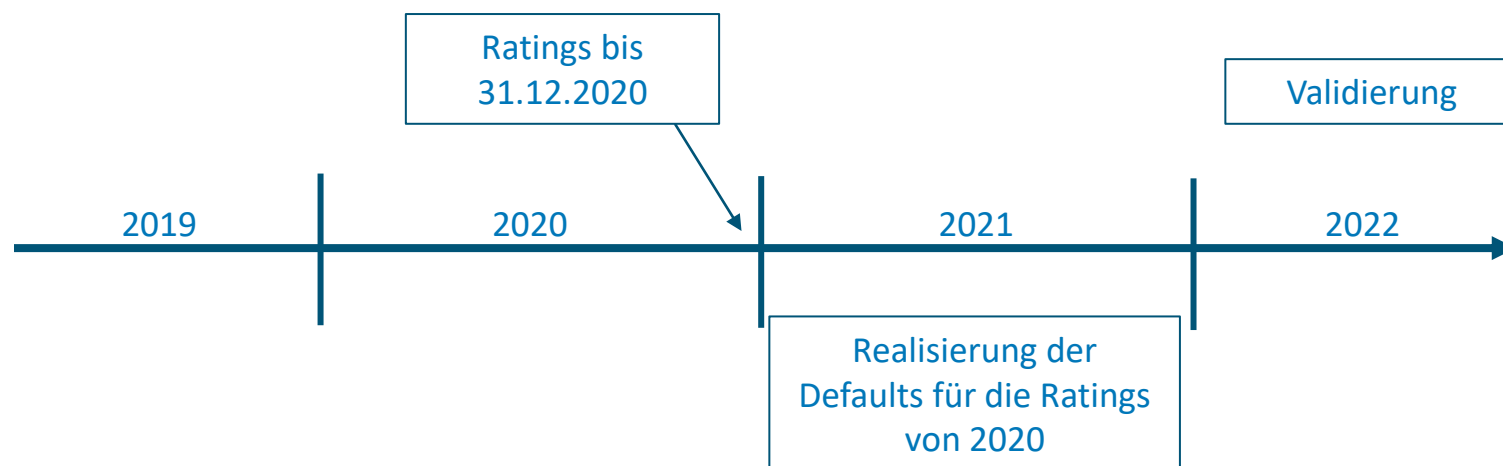 Ratings bis
31.12.2020
Validierung
2019
2020
2021
2022
Realisierung der
Defaults für die Ratings
von 2020